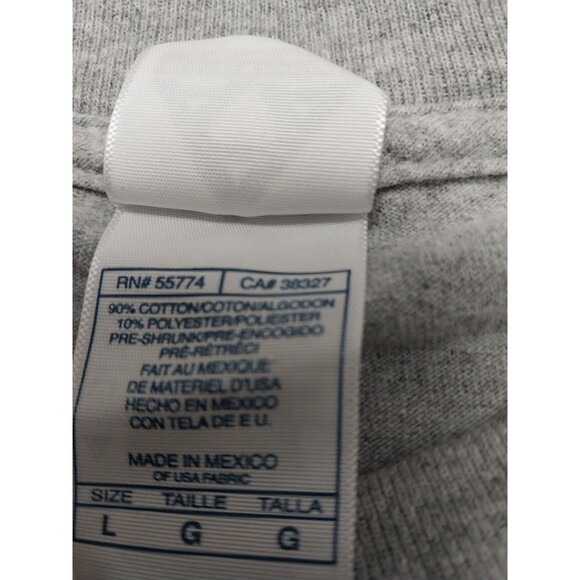 RN# 55774 CA# 38327
90% COTTON/COTON/ALGODON
10% POLYESTER/POLIESTER
PRE-SHRUNK/PRE-ENCOGIDO
PRÉ-RÉTRÉCI
FAIT AU MEXIQUE
DE MATERIEL D'USA
HECHO EN MEXICO
CON TELA DE E U.
MADE IN MEXICO
OF USA FABRIC
SIZE TAILLE TALLA
L G G